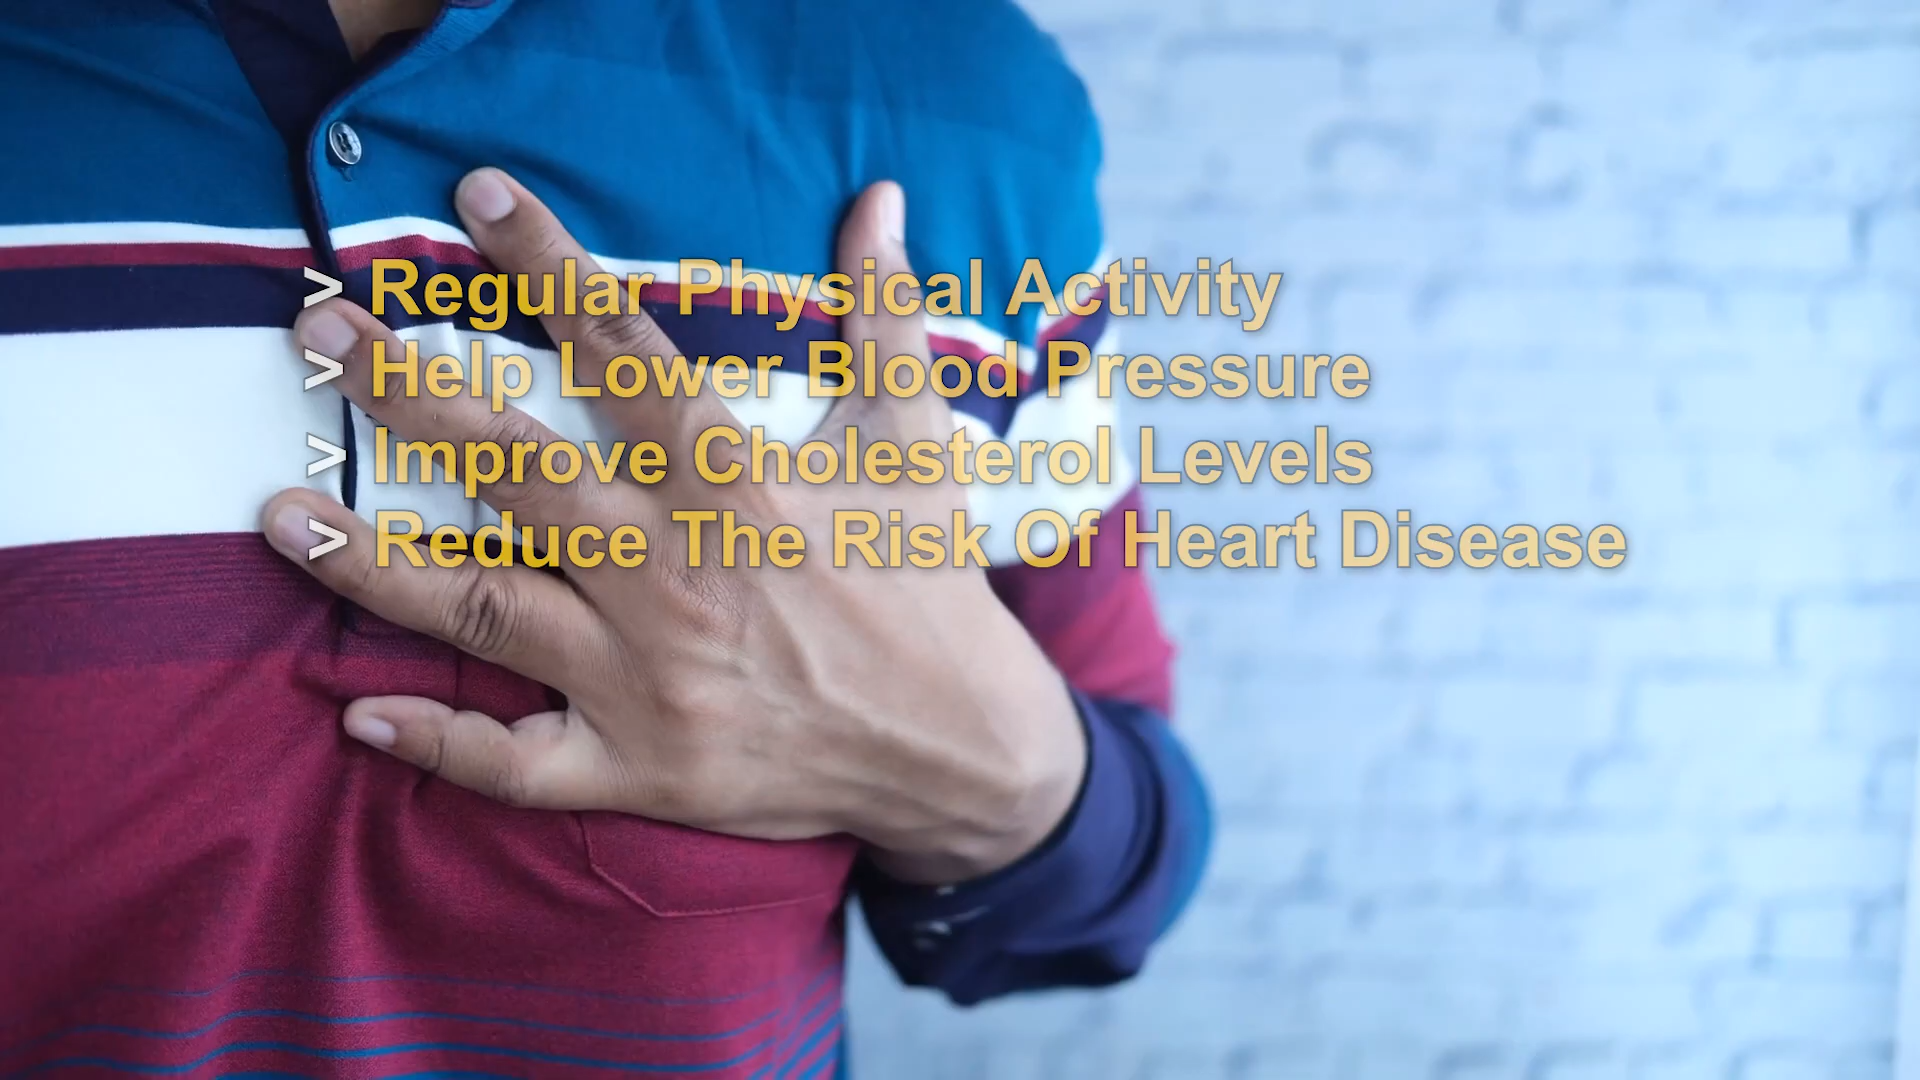 > Regular Physical Activity
> Help Lower Blood Pressure
> Improve Cholesterol Levels
> Reduce The Risk Of Heart Disease